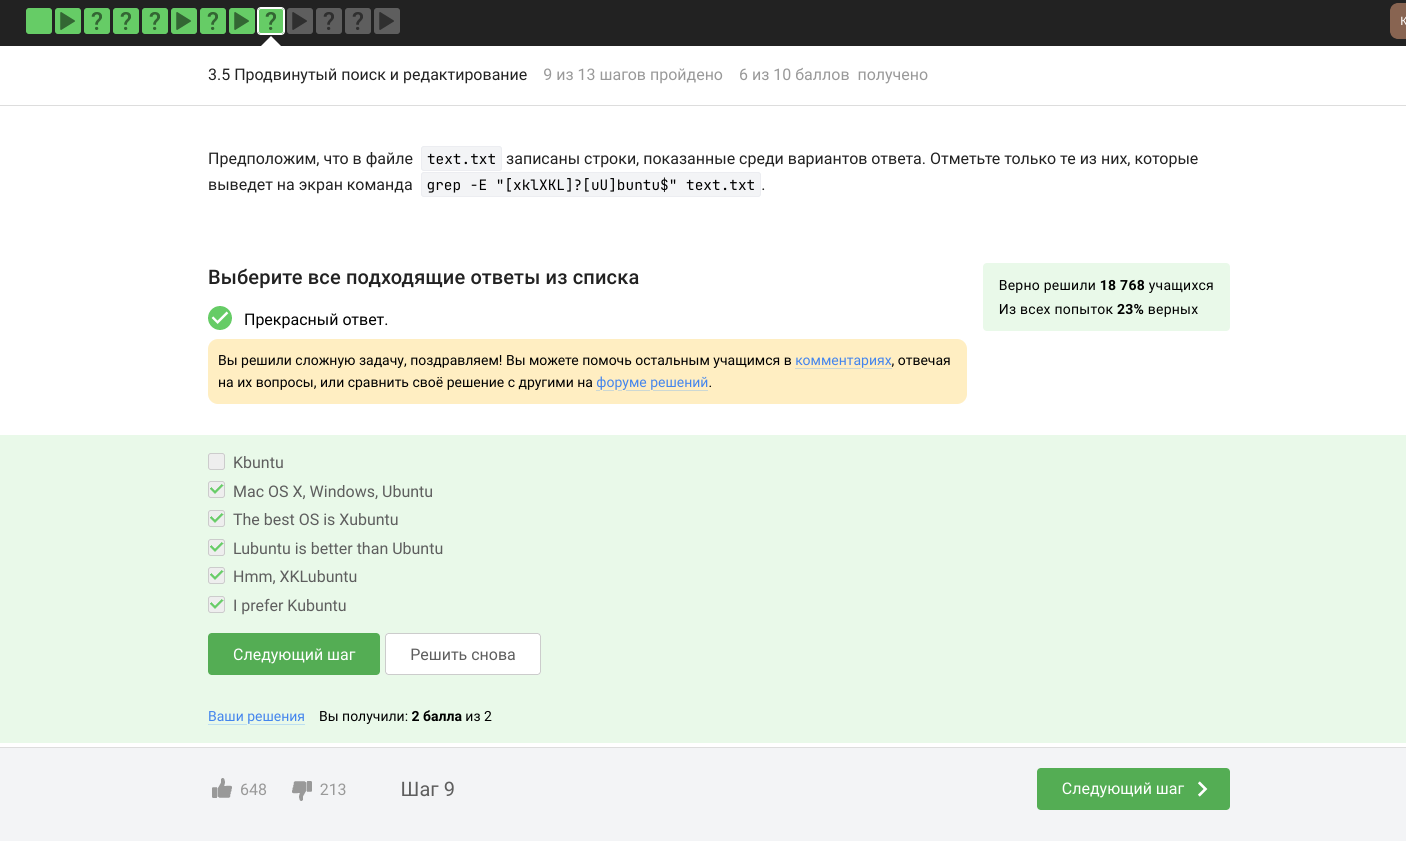 ? ? ? ? ? ? ?
К
3.5 Продвинутый поиск и редактирование 9 из 13 шагов пройдено 6 из 10 баллов получено
Предположим, что в файле text.txt записаны строки, показанные среди вариантов ответа. Отметьте только те из них, которые
выведет на экран команда grep -E "[xklXKL]?[uU]buntu$" text.txt.
Выберите все подходящие ответы из списка
Верно решили 18 768 учащихся
Из всех попыток 23% верных
Прекрасный ответ.
Вы решили сложную задачу, поздравляем! Вы можете помочь остальным учащимся в комментариях, отвечая
на их вопросы, или сравнить своё решение с другими на форуме решений.
Kbuntu
Mac OS X, Windows, Ubuntu
The best OS is Xubuntu
Lubuntu is better than Ubuntu
Hmm, XKLubuntu
I prefer Kubuntu
Следующий шаг Решить снова
Ваши решения Вы получили: 2 балла из 2
648 213 Шаг 9 Следующий шаг